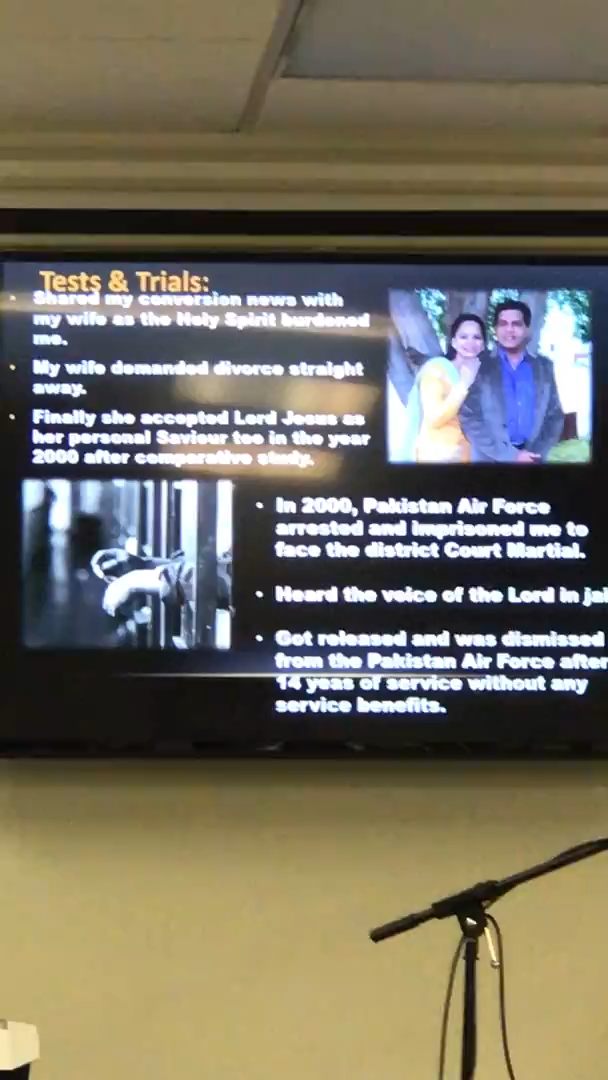 Tests & Trials:
• Shared my conversion news with
my wife as the Holy Spirit burdened
me.
• My wife demanded divorce straight
away.
• Finally she accepted Lord Jesus as
her personal Saviour too in the year
2000 after comparative study.
• In 2000, Pakistan Air Force
arrested and imprisoned me to
face the district Court Martial.
• Heard the voice of the Lord in jai
• Got released and was dismissed
from the Pakistan Air Force after
14 yeas of service without any
service benefits.